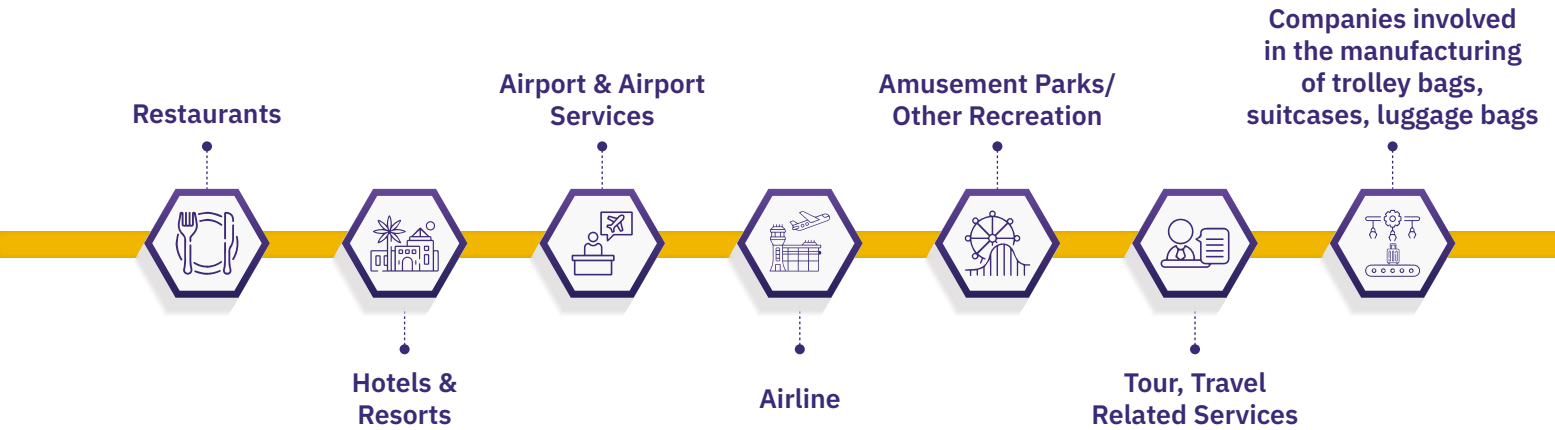 Restaurants
Hotels &
Resorts
Airport & Airport
Services
Airline
Amusement Parks/
Other Recreation
Tour, Travel
Related Services
Companies involved
in the manufacturing
of trolley bags,
suitcases, luggage bags